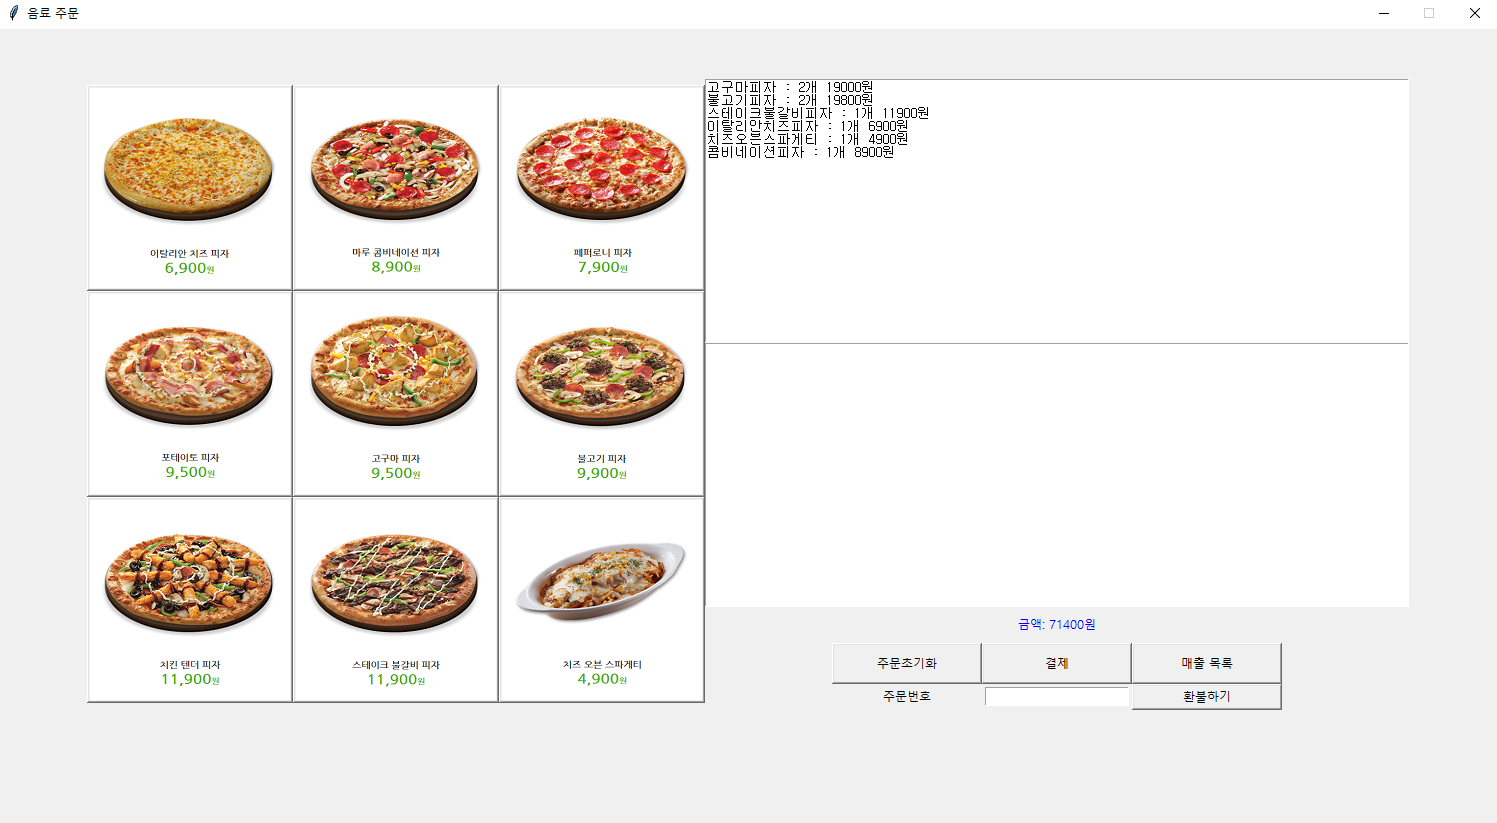 음료 주문
이탈리안 치즈 피자
6,900원
마루 콤비네이션 피자
8,900원
페퍼로니 피자
7,900원
포테이토 피자
9,500원
고구마 피자
9,500원
불고기 피자
9,900원
치킨 텐더 피자
11,900원
스테이크 불갈비 피자
11,900원
치즈 오븐 스파게티
4,900원
고구마피자 : 2개 19000원
불고기피자 : 2개 19800원
스테이크불갈비피자 : 1개 11900원
이탈리안치즈피자 : 1개 6900원
치즈오븐스파게티 : 1개 4900원
콤비네이션피자 : 1개 8900원
금액: 71400원
주문초기화
결제
매출 목록
주문번호
환불하기